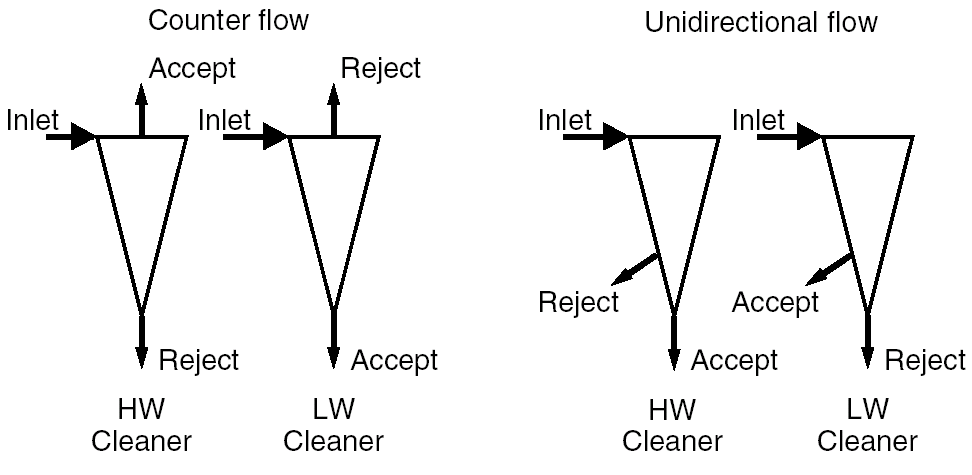 Counter flow
Unidirectional flow
Accept
Reject
Inlet
Inlet
Inlet
Inlet
Reject
Accept
Reject
Accept
Accept
Reject
HW
Cleaner
LW
Cleaner
HW
Cleaner
LW
Cleaner